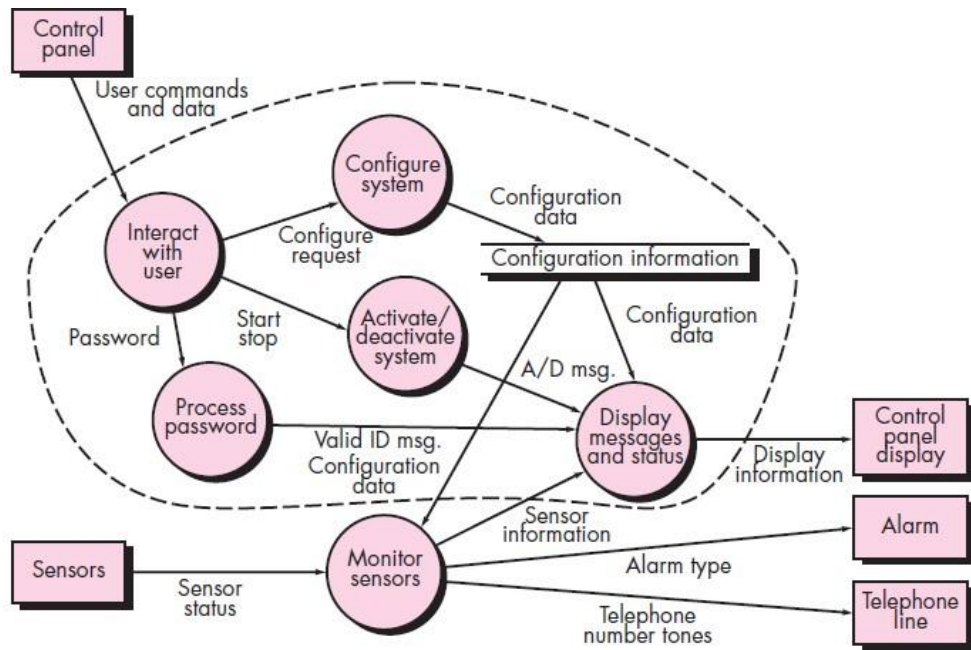 Control
panel
User commands
and data
Configure
system
Configuration
data
Interact
with
user
Configure
request
Configuration information
Start
stop
Activate/
deactivate
system
Configuration
data
Password
A/D msg.
Process
password
Display
messages
and status
Control
panel
display
Valid ID msg.
Configuration
data
Display
information
Sensor
information
Alarm
Sensors
Monitor
sensors
Alarm type
Sensor
status
Telephone
line
Telephone
number tones